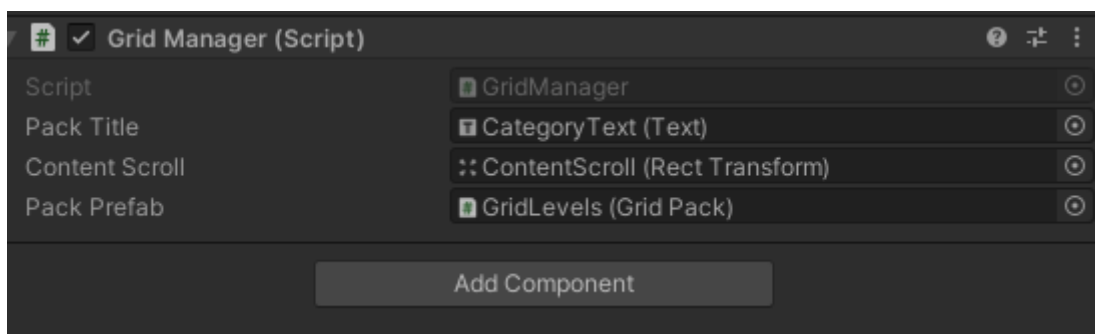 Grid Manager (Script)
Script GridManager
Pack Title CategoryText (Text)
Content Scroll ContentScroll (Rect Transform)
Pack Prefab GridLevels (Grid Pack)
Add Component